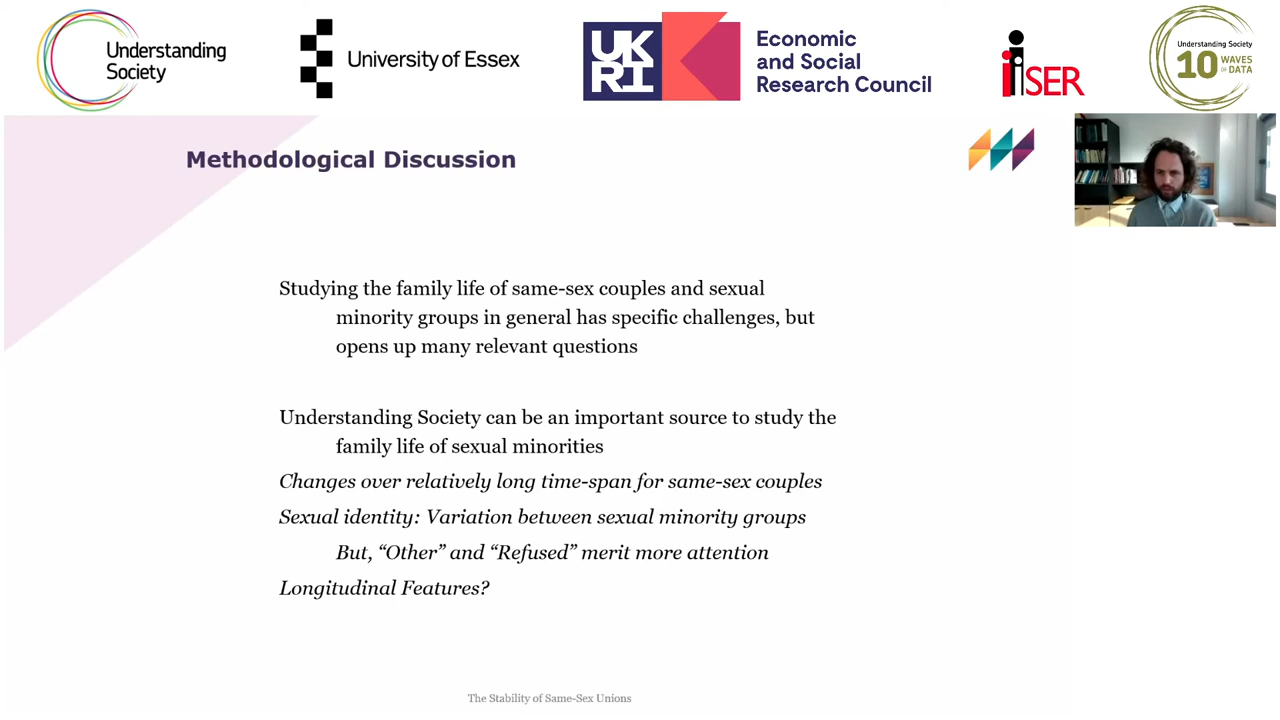 Understanding
Society
University of Essex
UK
RI
Economic
and Social
Research Council
iSER
Understanding Society
10 WAVES
OF DATA
Methodological Discussion
Studying the family life of same-sex couples and sexual
minority groups in general has specific challenges, but
opens up many relevant questions
Understanding Society can be an important source to study the
family life of sexual minorities
Changes over relatively long time-span for same-sex couples
Sexual identity: Variation between sexual minority groups
But, “Other” and “Refused” merit more attention
Longitudinal Features?
The Stability of Same-Sex Unions